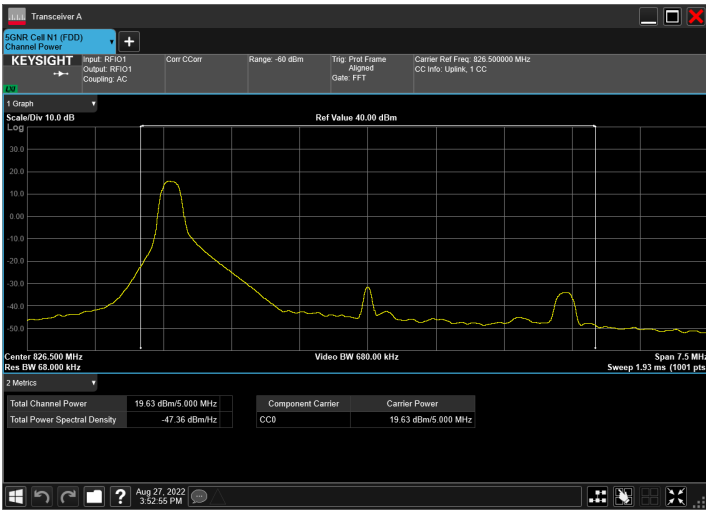 Transceiver A
5GNR Cell N1 (FDD)
Channel Power
KEYSIGHT
LXI
Input: RFIO1
Output: RFIO1
Coupling: AC
Corr CCorr
Range: -60 dBm
Trig: Prot Frame
Aligned
Gate: FFT
Carrier Ref Freq: 826.500000 MHz
CC Info: Uplink, 1 CC
1 Graph
Scale/Div 10.0 dB
Ref Value 40.00 dBm
Log
30.0
20.0
10.0
0.00
-10.0
-20.0
-30.0
-40.0
-50.0
Center 826.500 MHz
Video BW 680.00 kHz
Span 7.5 MHz
Res BW 68.000 kHz
Sweep 1.93 ms (1001 pts
2 Metrics
Total Channel Power 19.63 dBm/5.000 MHz
Total Power Spectral Density -47.36 dBm/Hz
Component Carrier Carrier Power
CC0 19.63 dBm/5.000 MHz
?
Aug 27, 2022
3:52:55 PM